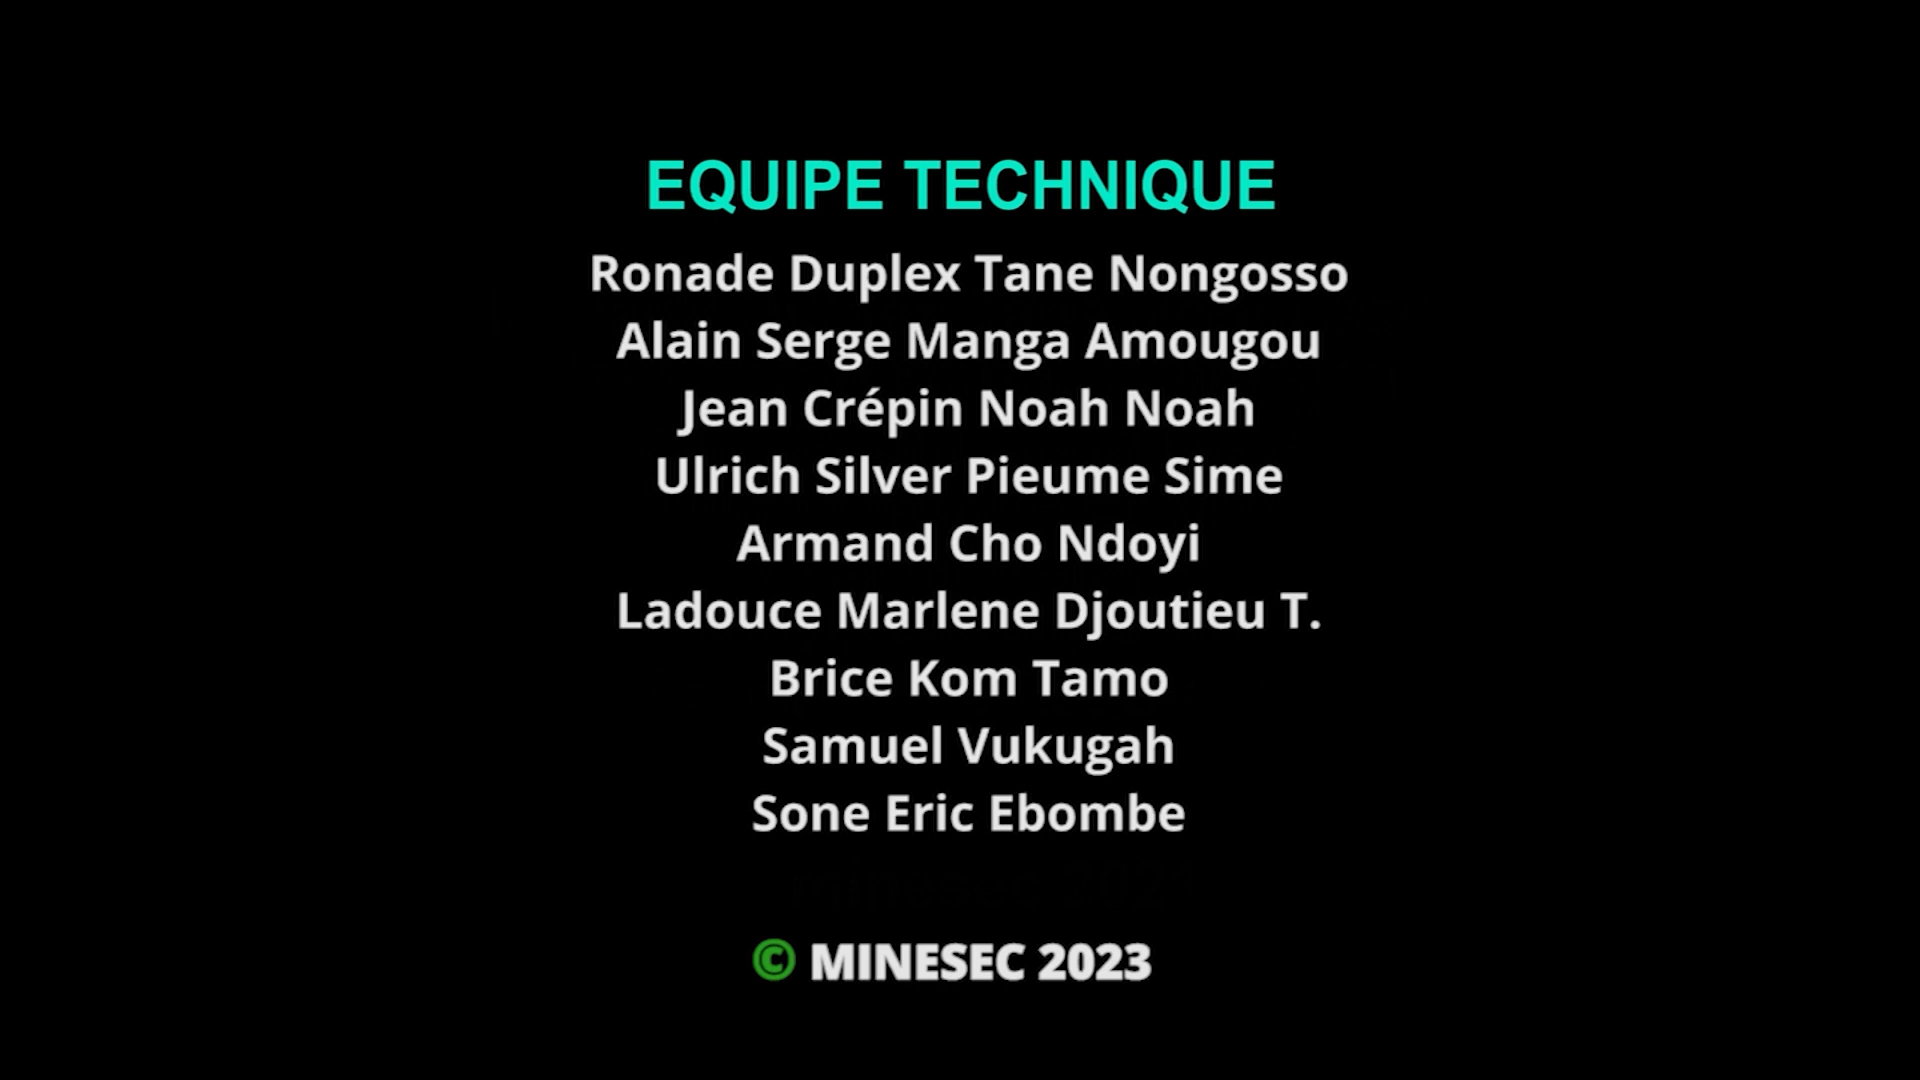 EQUIPE TECHNIQUE
Ronade Duplex Tane Nongosso
Alain Serge Manga Amougou
Jean Crépin Noah Noah
Ulrich Silver Pieume Sime
Armand Cho Ndoyi
Ladouce Marlene Djoutieu T.
Brice Kom Tamo
Samuel Vukugah
Sone Eric Ebombe
© MINESEC 2023